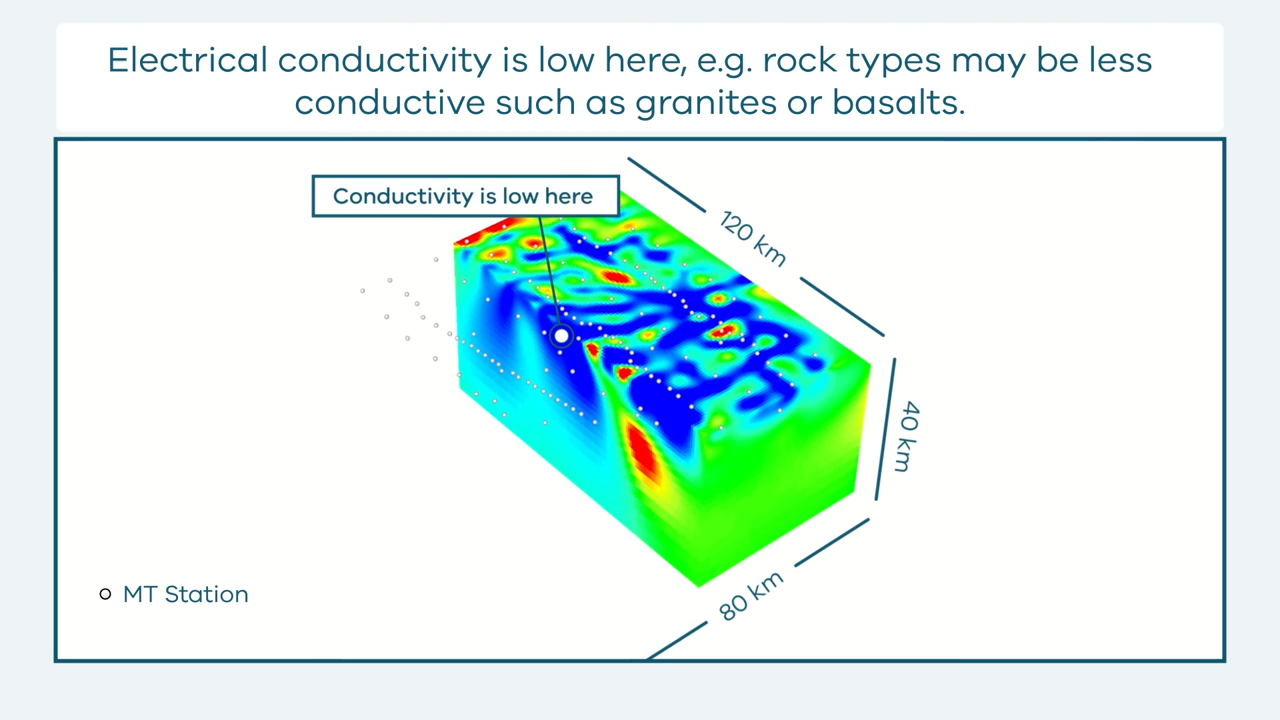 Electrical conductivity is low here, e.g. rock types may be less
conductive such as granites or basalts.
Conductivity is low here
120 km
40 km
80 km
MT Station